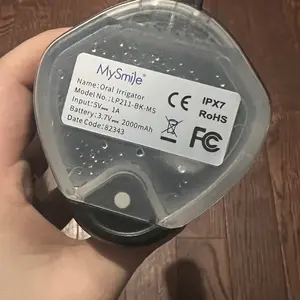 MySmile®
Name: Oral Irrigator
Model No.: LP211-BK-MS
Input: 5V⎓1A
Battery: 3.7V⎓2000mAh
Date Code: 82343
CE
IPX7
RoHS
FC